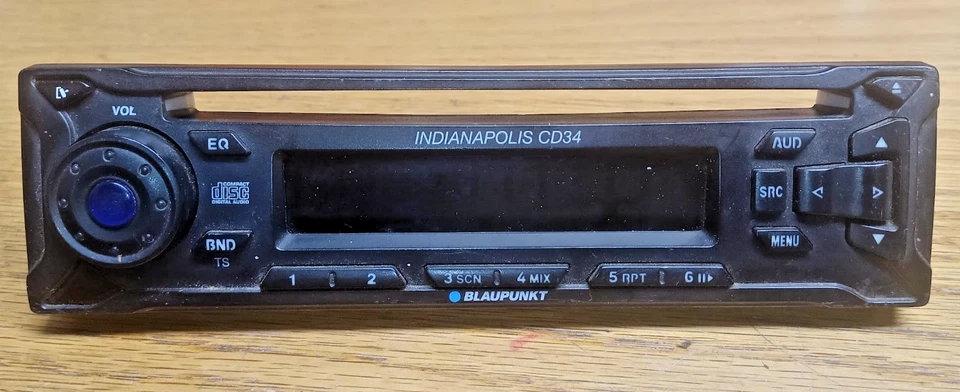 VOL
INDIANAPOLIS CD34
EQ
AUD
COMPACT
disc
DIGITAL AUDIO
SRC
BND
TS
MENU
1 2 3 SCN 4 MIX 5 RPT 6
BLAUPUNKT